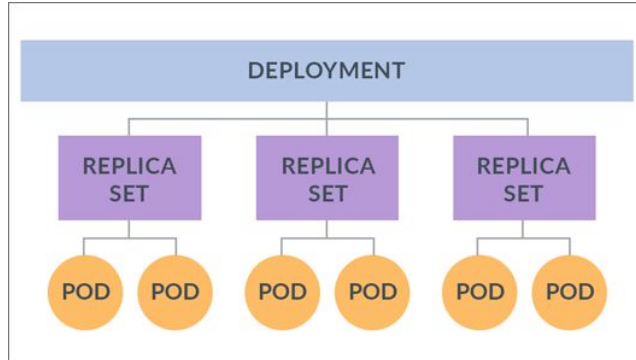 DEPLOYMENT
REPLICA
SET
REPLICA
SET
REPLICA
SET
POD
POD
POD
POD
POD
POD